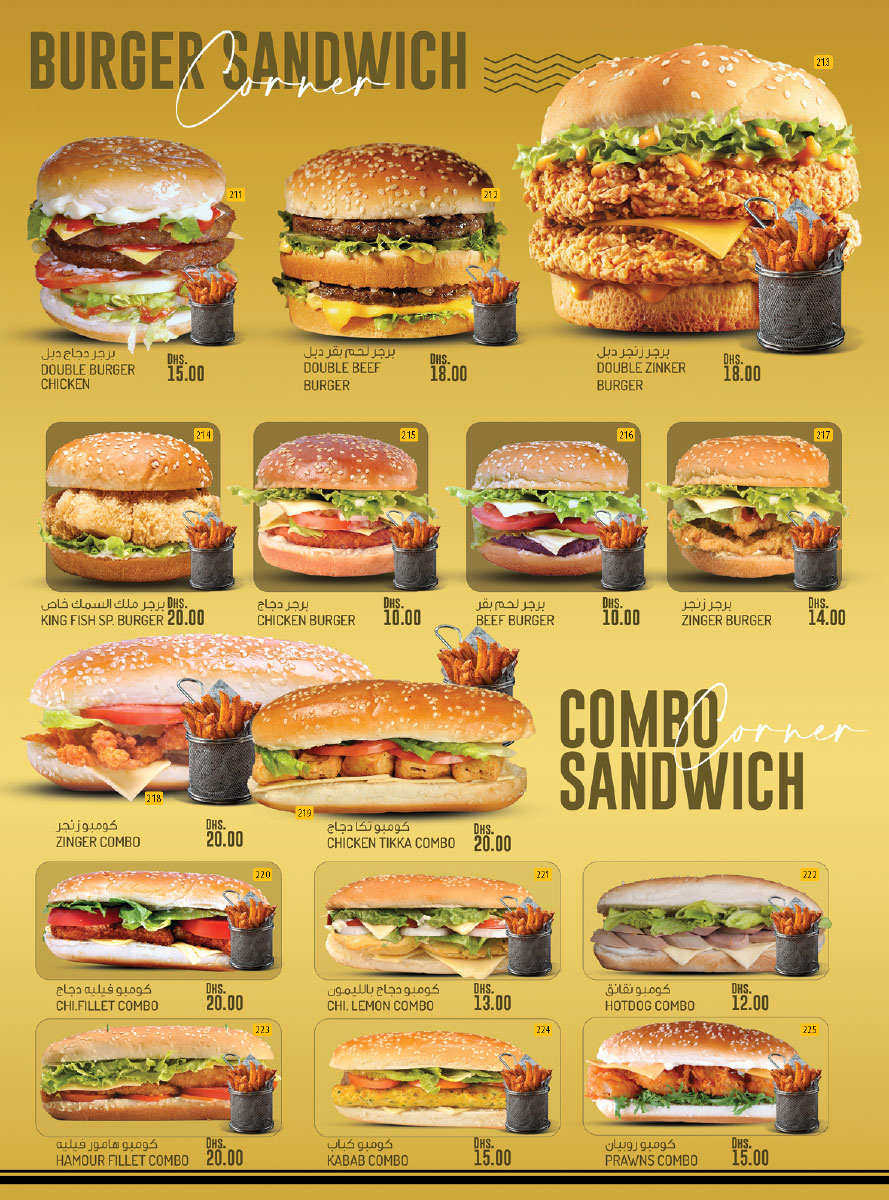 BURGER SANDWICH
Corner
211
212
213
برجر دجاج دبل
DOUBLE BURGER
CHICKEN
DHS.
15.00
برجر لحم بقر دبل
DOUBLE BEEF
BURGER
DHS.
18.00
برجر زنجر دبل
DOUBLE ZINKER
BURGER
DHS.
18.00
214
215
216
217
برجر ملك السمك خاص
KING FISH SP. BURGER
DHS.
20.00
برجر دجاج
CHICKEN BURGER
DHS.
10.00
برجر لحم بقر
BEEF BURGER
DHS.
10.00
برجر زنجر
ZINGER BURGER
DHS.
14.00
COMBO
Corner
SANDWICH
218
219
كومبو زنجر
ZINGER COMBO
DHS.
20.00
كومبو تكا دجاج
CHICKEN TIKKA COMBO
DHS.
20.00
220
221
222
كومبو فيليه دجاج
CHI.FILLET COMBO
DHS.
20.00
كومبو دجاج بالليمون
CHI. LEMON COMBO
DHS.
13.00
كومبو نقانق
HOTDOG COMBO
DHS.
12.00
223
224
225
كومبو هامور فيليه
HAMOUR FILLET COMBO
DHS.
20.00
كومبو كباب
KABAB COMBO
DHS.
15.00
كومبو روبيان
PRAWNS COMBO
DHS.
15.00